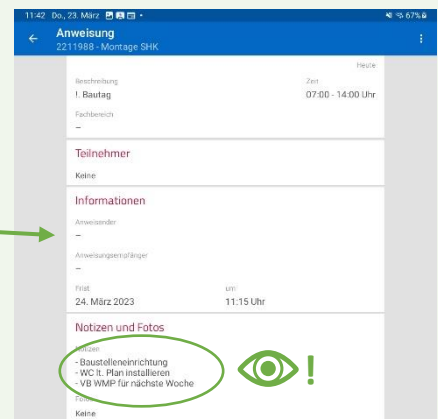 11:42 Do., 23. März 67%
Anweisung
2211988 - Montage SHK
Heute
Beschreibung Zeit
!. Bautag 07:00 - 14:00 Uhr
Fachbereich
–
Teilnehmer
Keine
Informationen
Anweisender
–
Anweisungsempfänger
–
Frist um
24. März 2023 11:15 Uhr
Notizen und Fotos
Notizen
- Baustelleneinrichtung
- WC lt. Plan installieren
- VB WMP für nächste Woche
Fotos
Keine
!